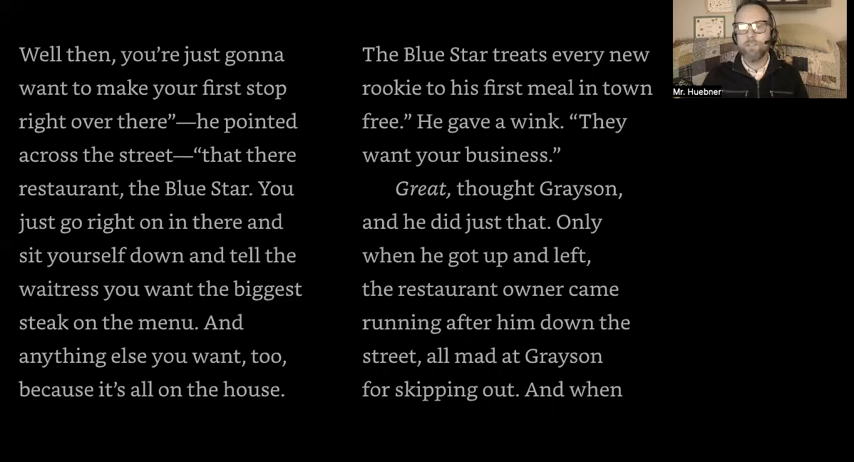 Well then, you’re just gonna
want to make your first stop
right over there”—he pointed
across the street—“that there
restaurant, the Blue Star. You
just go right on in there and
sit yourself down and tell the
waitress you want the biggest
steak on the menu. And
anything else you want, too,
because it’s all on the house.
The Blue Star treats every new
rookie to his first meal in town
free.” He gave a wink. “They
want your business.”
Great, thought Grayson,
and he did just that. Only
when he got up and left,
the restaurant owner came
running after him down the
street, all mad at Grayson
for skipping out. And when
Mr. Huebner